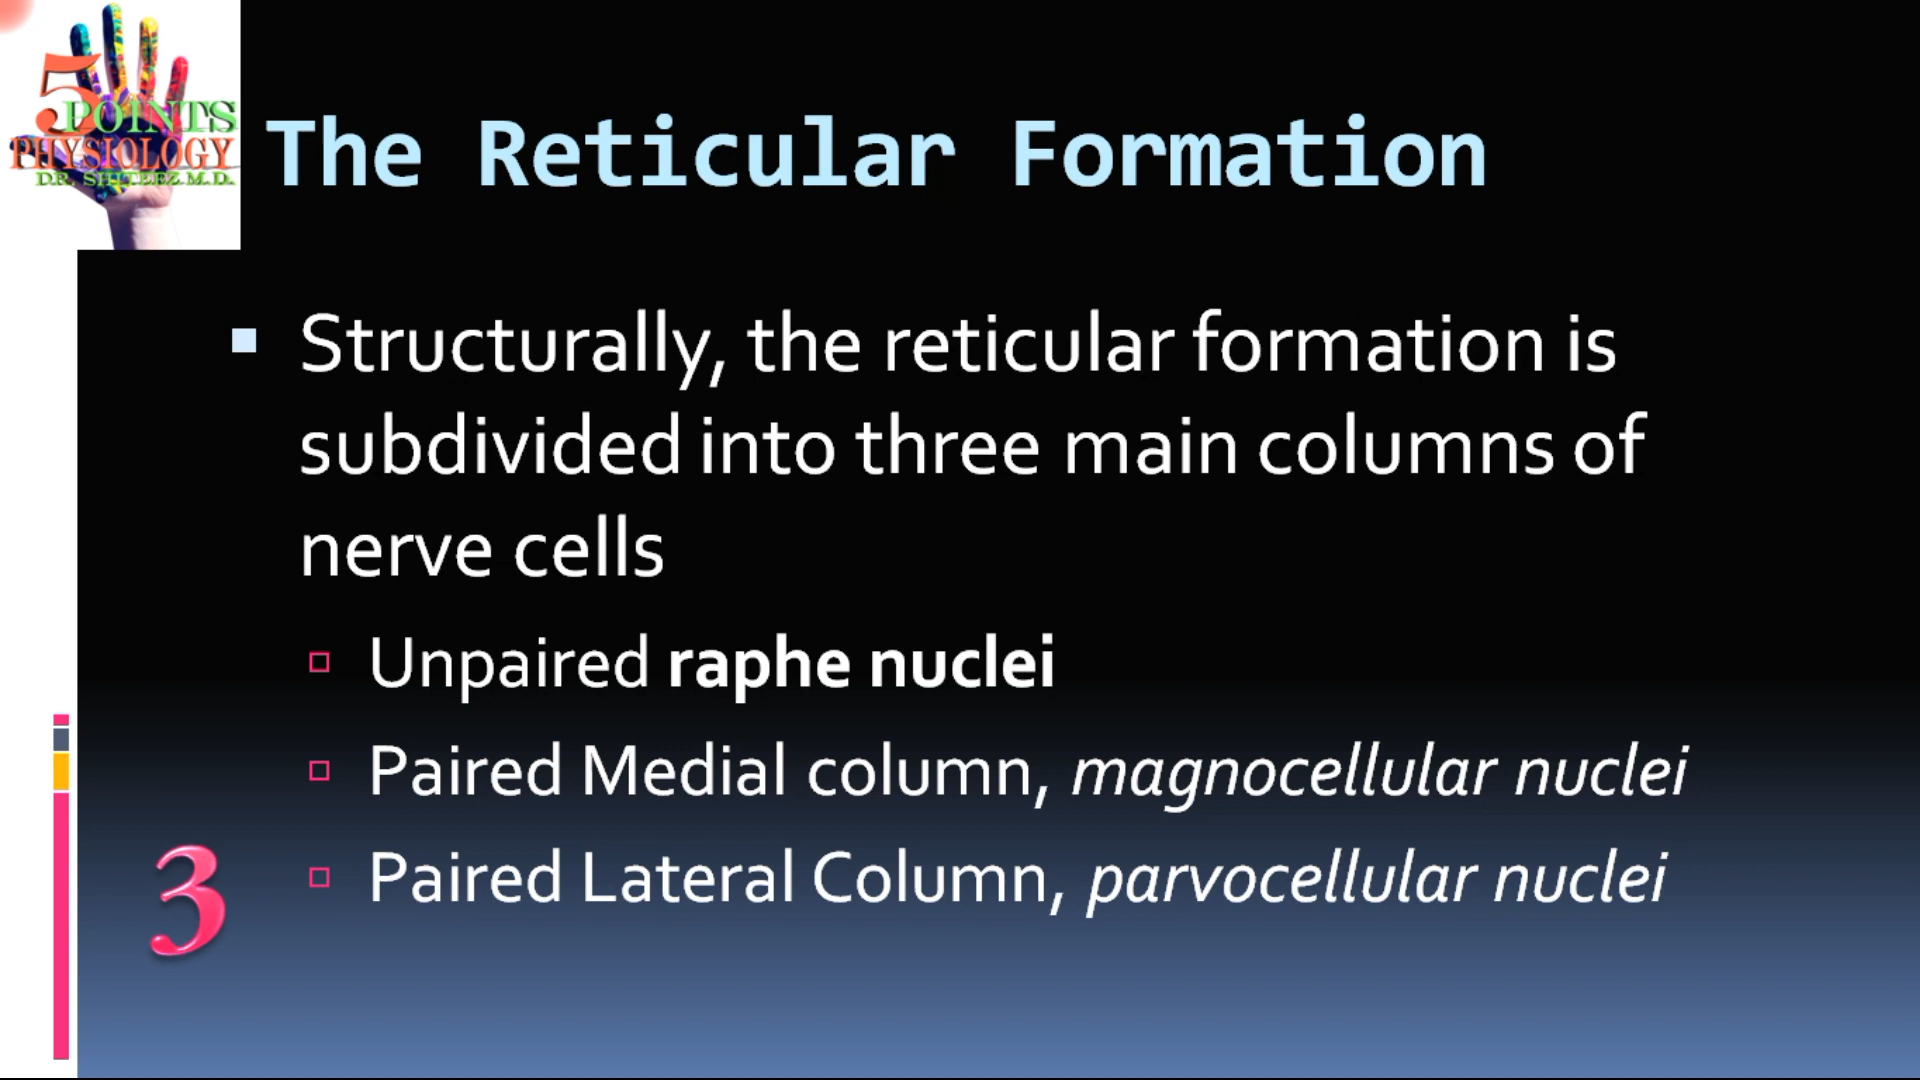 5
POINTS
PHYSIOLOGY
DR. SHITEEZ.M.D.
The Reticular Formation
Structurally, the reticular formation is
subdivided into three main columns of
nerve cells
Unpaired raphe nuclei
Paired Medial column, magnocellular nuclei
Paired Lateral Column, parvocellular nuclei
3